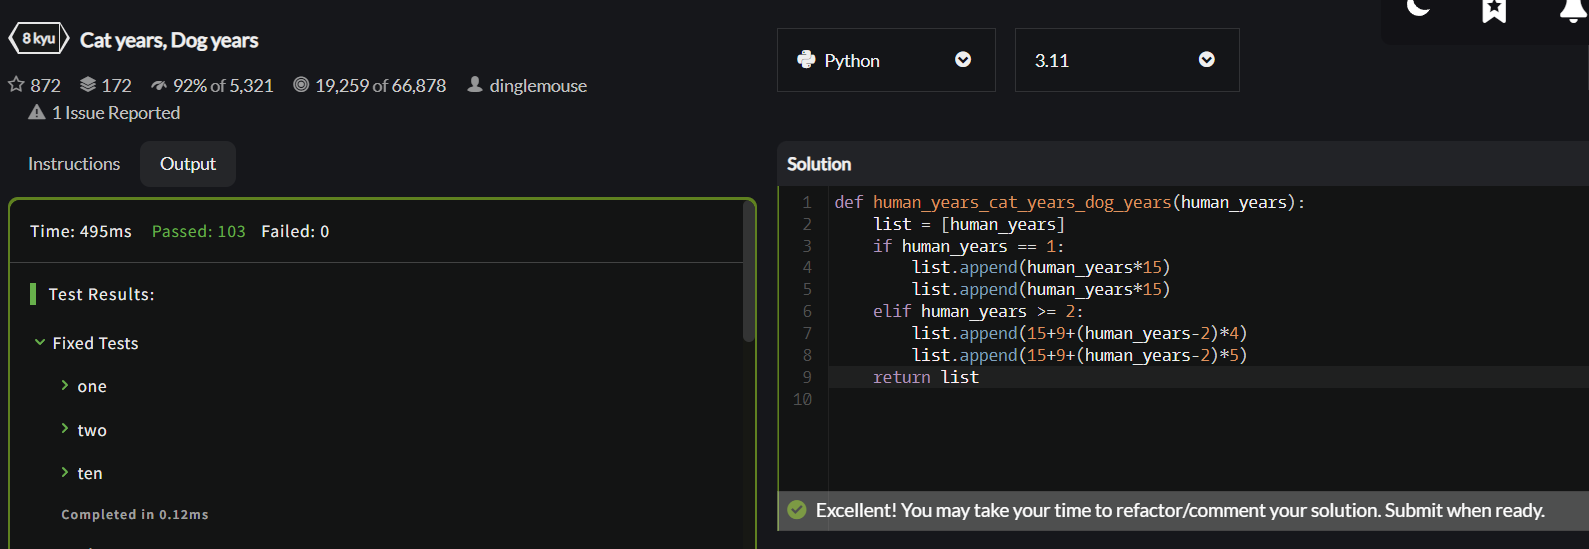 8 kyu Cat years, Dog years
872 172 92% of 5,321 19,259 of 66,878 dinglemouse
1 Issue Reported
Instructions Output
Time: 495ms Passed: 103 Failed: 0
Test Results:
Fixed Tests
one
two
ten
Completed in 0.12ms
Python 3.11
Solution
1 def human_years_cat_years_dog_years(human_years):
2     list = [human_years]
3     if human_years == 1:
4         list.append(human_years*15)
5         list.append(human_years*15)
6     elif human_years >= 2:
7         list.append(15+9+(human_years-2)*4)
8         list.append(15+9+(human_years-2)*5)
9     return list
10
Excellent! You may take your time to refactor/comment your solution. Submit when ready.